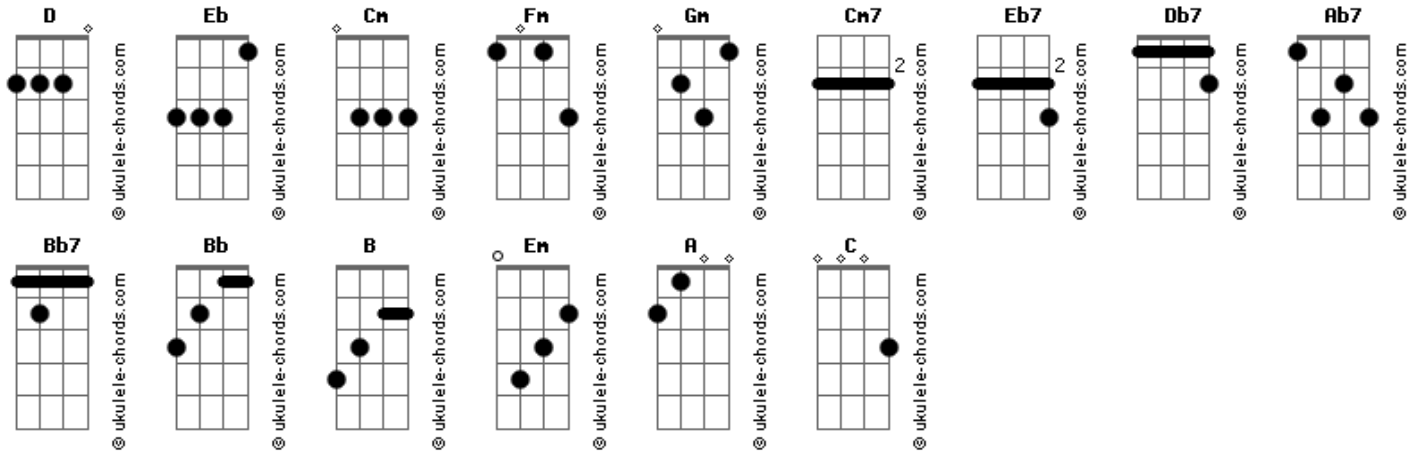 D Eb Cm Fm Gm Cm7 Eb7 Db7 Ab7
2 2
© ukulele-chords.com © ukulele-chords.com © ukulele-chords.com © ukulele-chords.com © ukulele-chords.com © ukulele-chords.com © ukulele-chords.com © ukulele-chords.com © ukulele-chords.com
Bb7 Bb B Em A C
© ukulele-chords.com © ukulele-chords.com © ukulele-chords.com © ukulele-chords.com © ukulele-chords.com © ukulele-chords.com